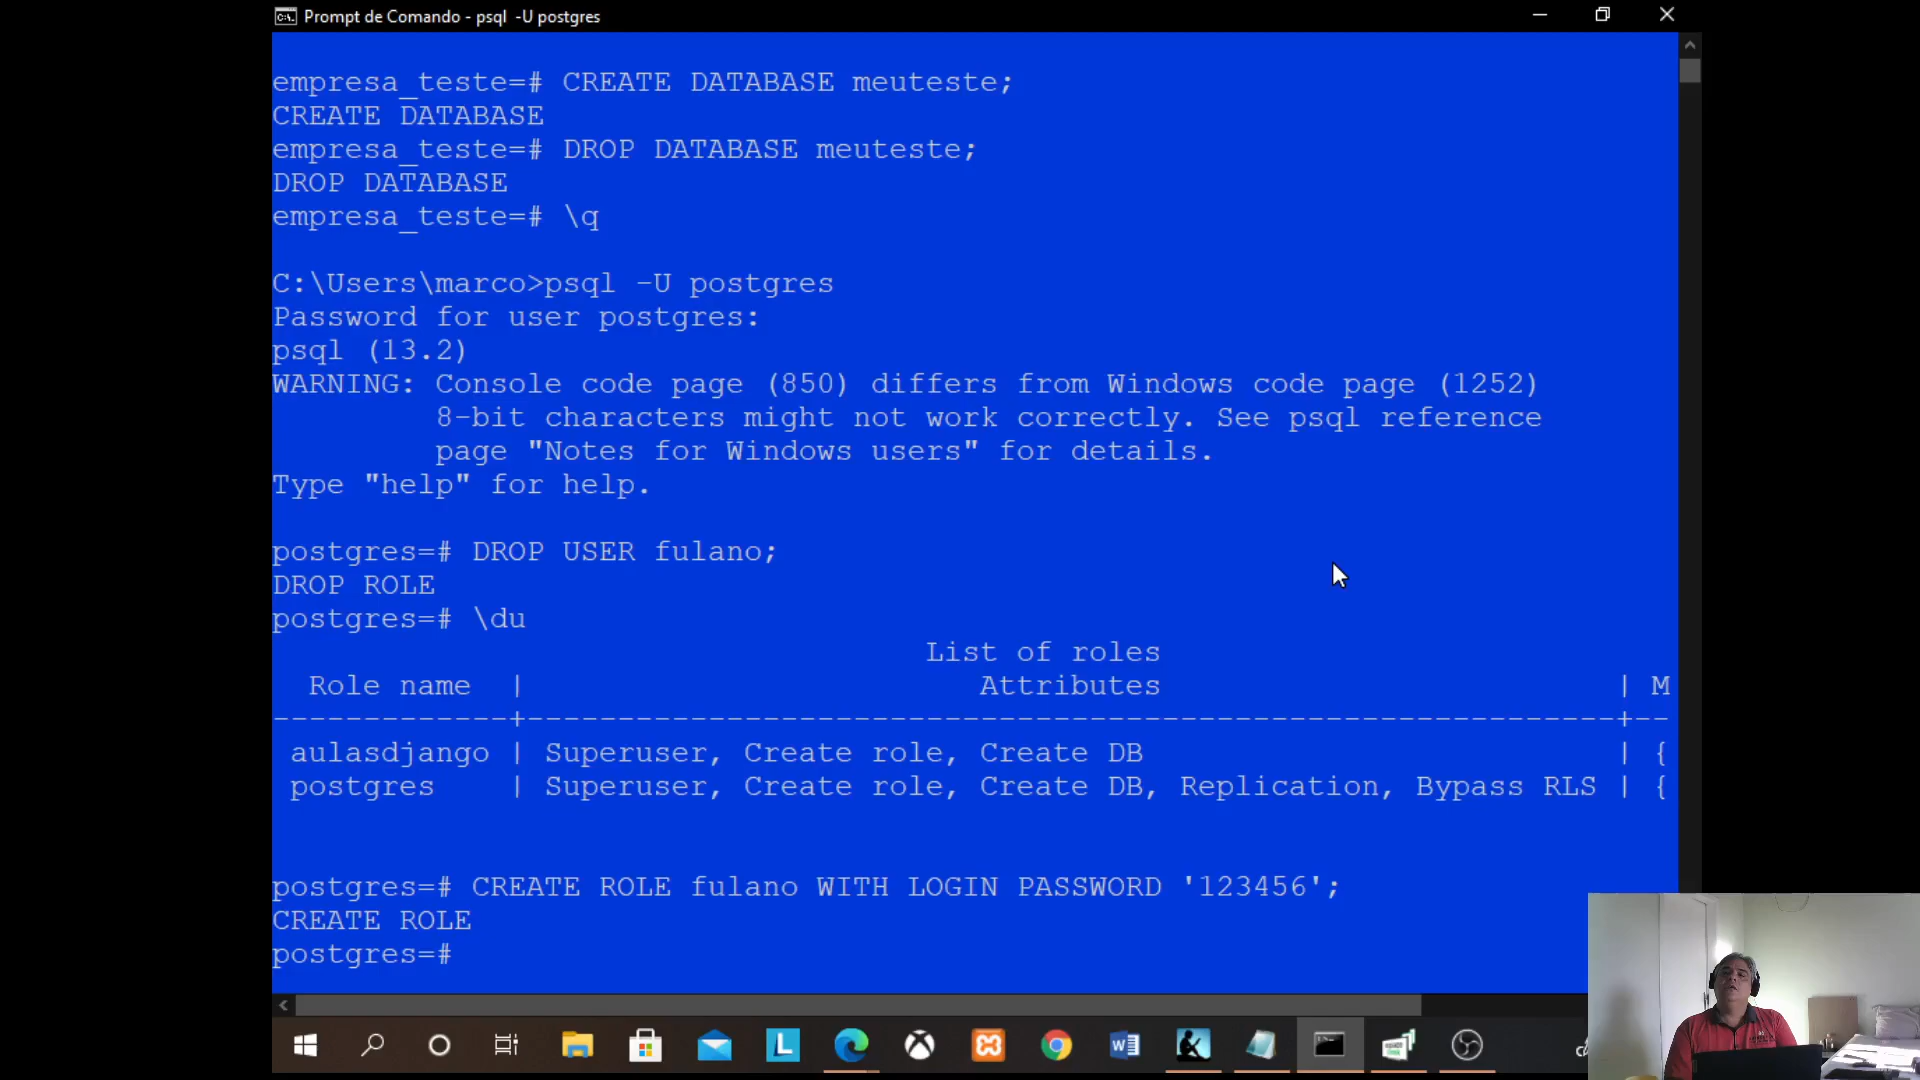 Prompt de Comando - psql  -U postgres
empresa_teste=# CREATE DATABASE meuteste;
CREATE DATABASE
empresa_teste=# DROP DATABASE meuteste;
DROP DATABASE
empresa_teste=# \q
C:\Users\marco>psql -U postgres
Password for user postgres:
psql (13.2)
WARNING: Console code page (850) differs from Windows code page (1252)
         8-bit characters might not work correctly. See psql reference
         page "Notes for Windows users" for details.
Type "help" for help.
postgres=# DROP USER fulano;
DROP ROLE
postgres=# \du
List of roles
Role name  |                         Attributes                         | M
-------------+------------------------------------------------------------+--
aulasdjango | Superuser, Create role, Create DB                          | {
postgres    | Superuser, Create role, Create DB, Replication, Bypass RLS | {
postgres=# CREATE ROLE fulano WITH LOGIN PASSWORD '123456';
CREATE ROLE
postgres=#